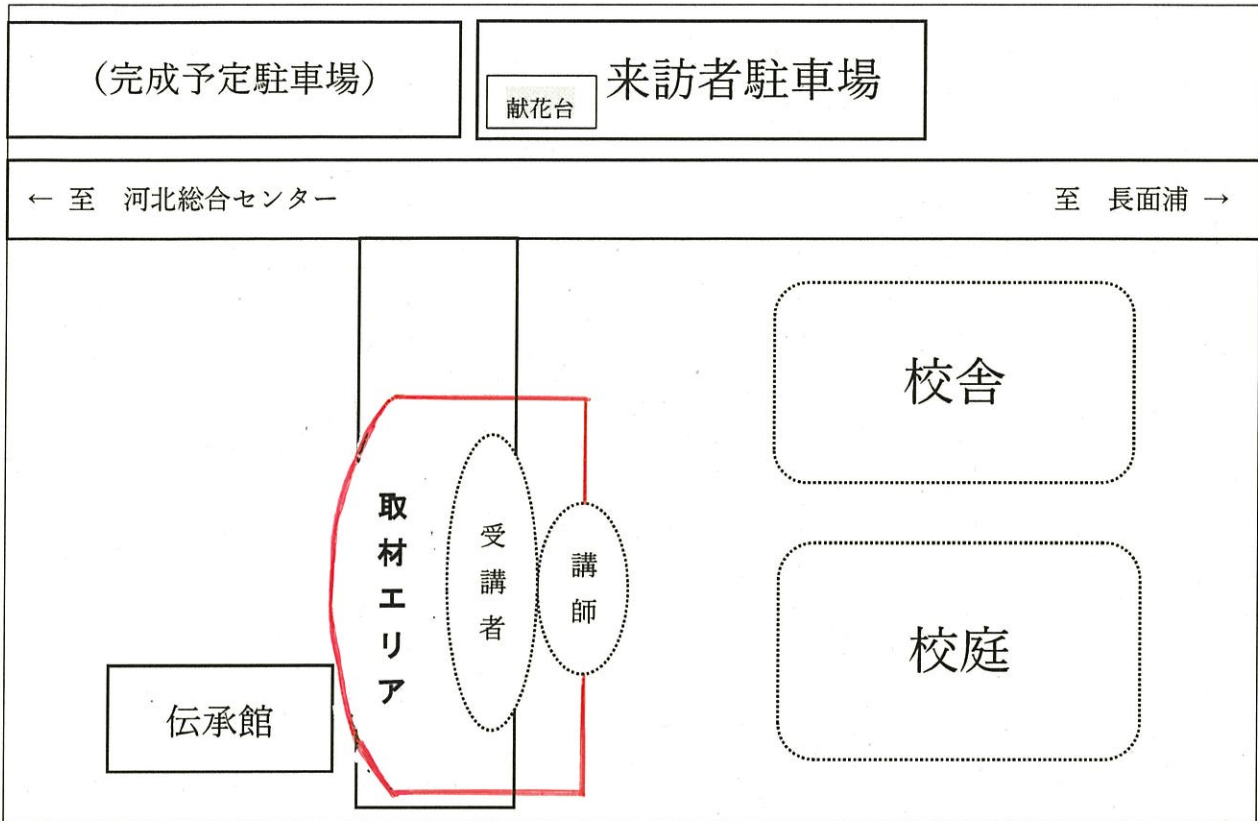 （完成予定駐車場）
来訪者駐車場
献花台
← 至　河北総合センター
至　長面浦 →
校舎
取材エリア
受講者
講師
校庭
伝承館